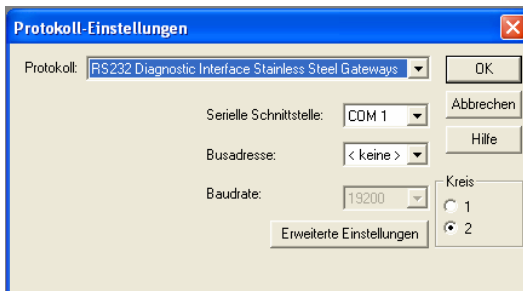 Protokoll-Einstellungen
Protokoll: RS232 Diagnostic Interface Stainless Steel Gateways
OK
Serielle Schnittstelle: COM 1
Abbrechen
Busadresse: < keine >
Hilfe
Baudrate: 19200
Kreis
1
2
Erweiterte Einstellungen